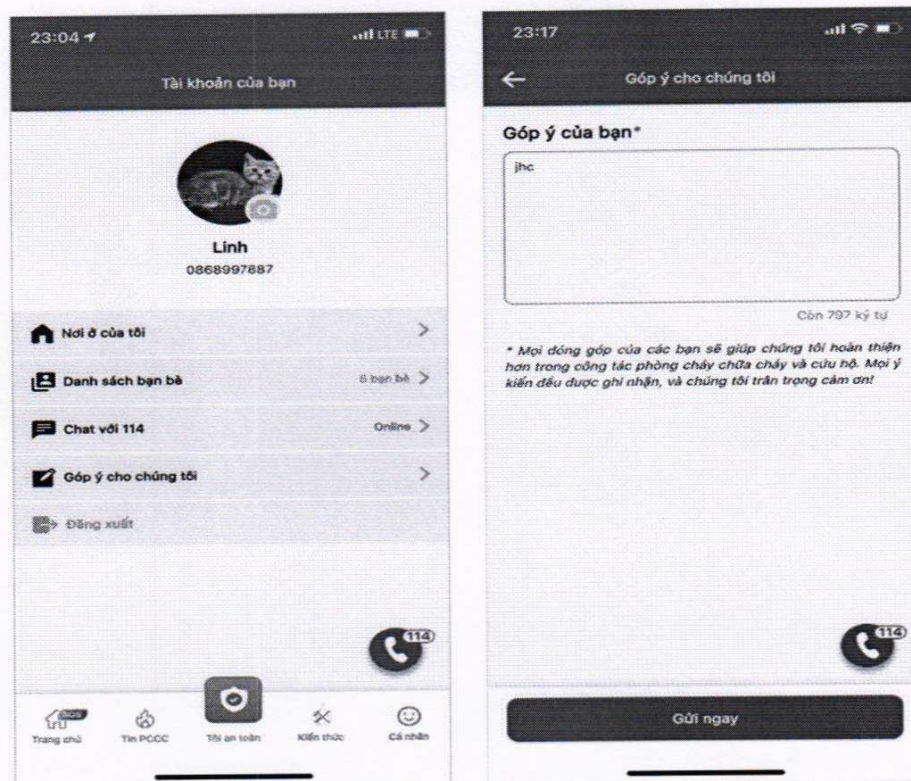 23:04
LTE
Tài khoản của bạn
Linh
0868997887
Nơi ở của tôi
Danh sách bạn bè
6 bạn bè
Chat với 114
Online
Góp ý cho chúng tôi
Đăng xuất
114
SOS
Trang chủ
Tin PCCC
Tôi an toàn
Kiến thức
Cá nhân
23:17
Góp ý cho chúng tôi
Góp ý của bạn*
jhc
Còn 797 ký tự
* Mọi đóng góp của các bạn sẽ giúp chúng tôi hoàn thiện
hơn trong công tác phòng cháy chữa cháy và cứu hộ. Mọi ý
kiến đều được ghi nhận, và chúng tôi trân trọng cảm ơn!
114
Gửi ngay